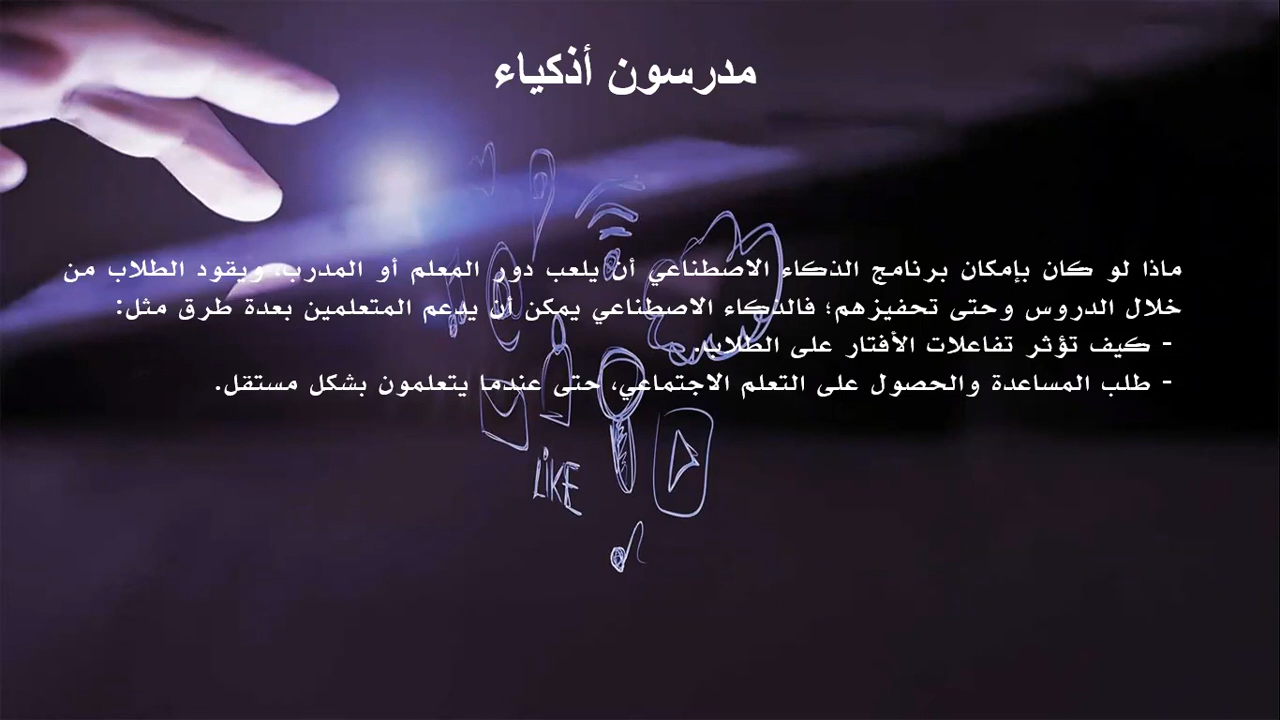 مدرسون أذكياء
ماذا لو كان بإمكان برنامج الذكاء الاصطناعي أن يلعب دور المعلم أو المدرب، ويقود الطلاب من
خلال الدروس وحتى تحفيزهم؛ فالذكاء الاصطناعي يمكن أن يدعم المتعلمين بعدة طرق مثل:
- كيف تؤثر تفاعلات الأفتار على الطلاب.
- طلب المساعدة والحصول على التعلم الاجتماعي، حتى عندما يتعلمون بشكل مستقل.
LIKE